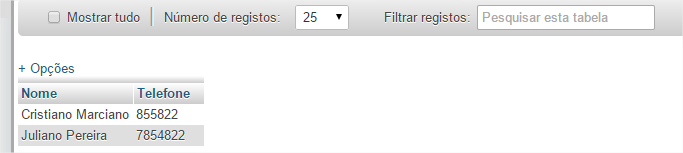 Mostrar tudo Número de registos: 25 Filtrar registos: Pesquisar esta tabela
+ Opções
Nome Telefone
Cristiano Marciano 855822
Juliano Pereira 7854822